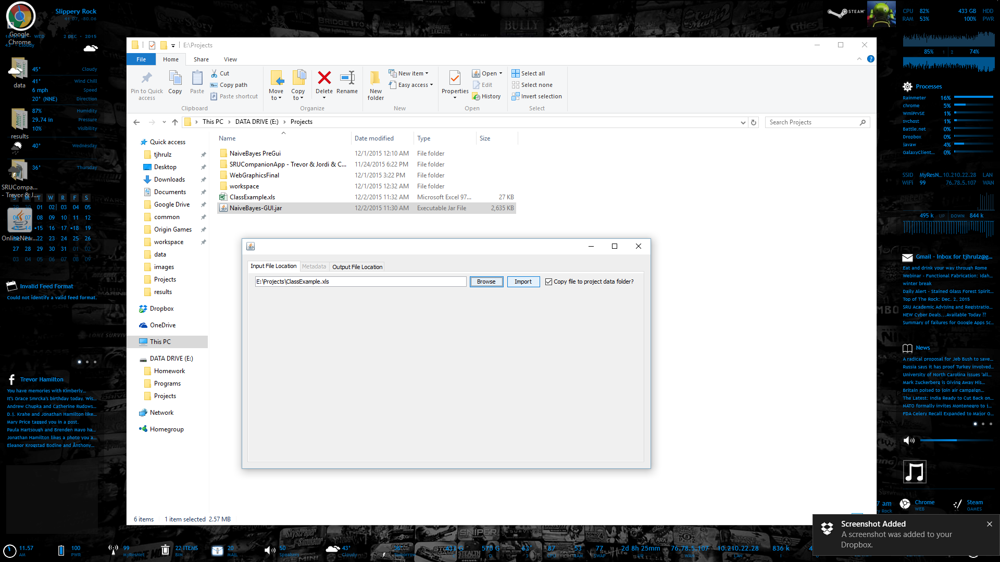 Slippery Rock
41.07, -80.06
Google
Chrome
WED
2 DEC · 2015
43° Cloudy
data
45° Cloudy
41° Wind Chill
6 mph Speed
20° (NNE) Direction
results
87% Humidity
29.74 in Pressure
10% Visibility
40° Wednesday
36° Thursday
SRUCompa...
- Trevor & J...
S M T W R F S
29 30 01 02 03 04 05
06 07 08 09 10 11 12
13 14 •15 16 17 •18 19
20 21 22 23 24 25 26
27 28 29 30 31 01 02
03 04 05 06 07 08 09
OnlineNew...
Invalid Feed Format
Could not identify a valid feed format.
Trevor Hamilton
You have memories with Kimberly...
It's Grace Smrcka's birthday today. Wis...
Andrew Chupka and Catherine Rudows...
D.j. Krahe and Jonathan Hamilton like...
Mary Price tagged you in a post.
Paula Hartsough and Brenden Mayo ha...
Jonathan Hamilton likes a photo you a...
Eleanor Krogstad Bodine and Anthony...
E:\Projects
File Home Share View
Pin to Quick access
Copy
Paste
Cut
Copy path
Paste shortcut
Clipboard
Move to
Copy to
Delete
Rename
Organize
New folder
New item
Easy access
New
Properties
Open
Edit
History
Open
Select all
Select none
Invert selection
Select
This PC > DATA DRIVE (E:) > Projects
Search Projects
Quick access
tjhrulz
Desktop
Downloads
Documents
Google Drive
common
Origin Games
workspace
data
images
Projects
results
Dropbox
OneDrive
This PC
DATA DRIVE (E:)
Homework
Programs
Projects
Network
Homegroup
Name Date modified Type Size
NaiveBayes PreGui 12/1/2015 12:10 AM File folder
SRUCompanionApp - Trevor & Jordi & C... 11/24/2015 6:22 PM File folder
WebGraphicsFinal 12/1/2015 3:22 PM File folder
workspace 12/1/2015 12:32 AM File folder
ClassExample.xls 12/2/2015 11:32 AM Microsoft Excel 97... 27 KB
NaiveBayes-GUI.jar 12/2/2015 11:30 AM Executable Jar File 2,635 KB
Input File Location Metadata Output File Location
E:\Projects\ClassExample.xls Browse Import Copy file to project data folder?
6 items 1 item selected 2.57 MB
STEAM
CPU 82% 433 GB HDD
RAM 53% 100% PWR
85% 1 2 74%
Processes
Rainmeter 16%
chrome 5%
WmiPrvSE 1%
svchost 1%
Battle.net 0%
Dropbox 0%
javaw 4%
GalaxyClient... 0%
SSID MyResN... 10.210.22.28 LAN
WiFi 99 76.78.5.107 WAN
495 k UP DOWN 844 k
Gmail - Inbox for tjhrulz@g...
Eat and drink your way through Rome
Webinar - Functional Fabrication: Idah...
winter break
Daily Alert - Stained Glass Forest Spirit...
Top of The Rock: Dec. 2, 2015
SRU Academic Advising and Registratio...
NEW Cyber Deals...Available Today ??
Summary of failures for Google Apps Sc...
News
A radical proposal for Jeb Bush to save...
Russia says it has proof Turkey involved...
University of North Carolina issues 'all...
Mark Zuckerberg is Giving Away His...
Britain poised to join air campaign...
The Latest: India Ready to Cut Back on...
NATO formally invites Montenegro to j...
FDA Celery Recall Expanded to Major G...
7 am
ry Rock
Chrome
WEB
Steam
GAMES
Screenshot Added
A screenshot was added to your
Dropbox.
11.57 AM
100 PWR
99 MyResNet
22 ITEMS BIN
20 MAIL
50 Speakers
43° Cloudy
Tomorrow
433 G
570 G
63°
87 CPU
53 RAM
77 SWAP
2d 8h 25mm UP
76.78.5.107 WAN
10.210.22.28 LAN
836 k
BRIDGE IT
BULLY
SNIPER